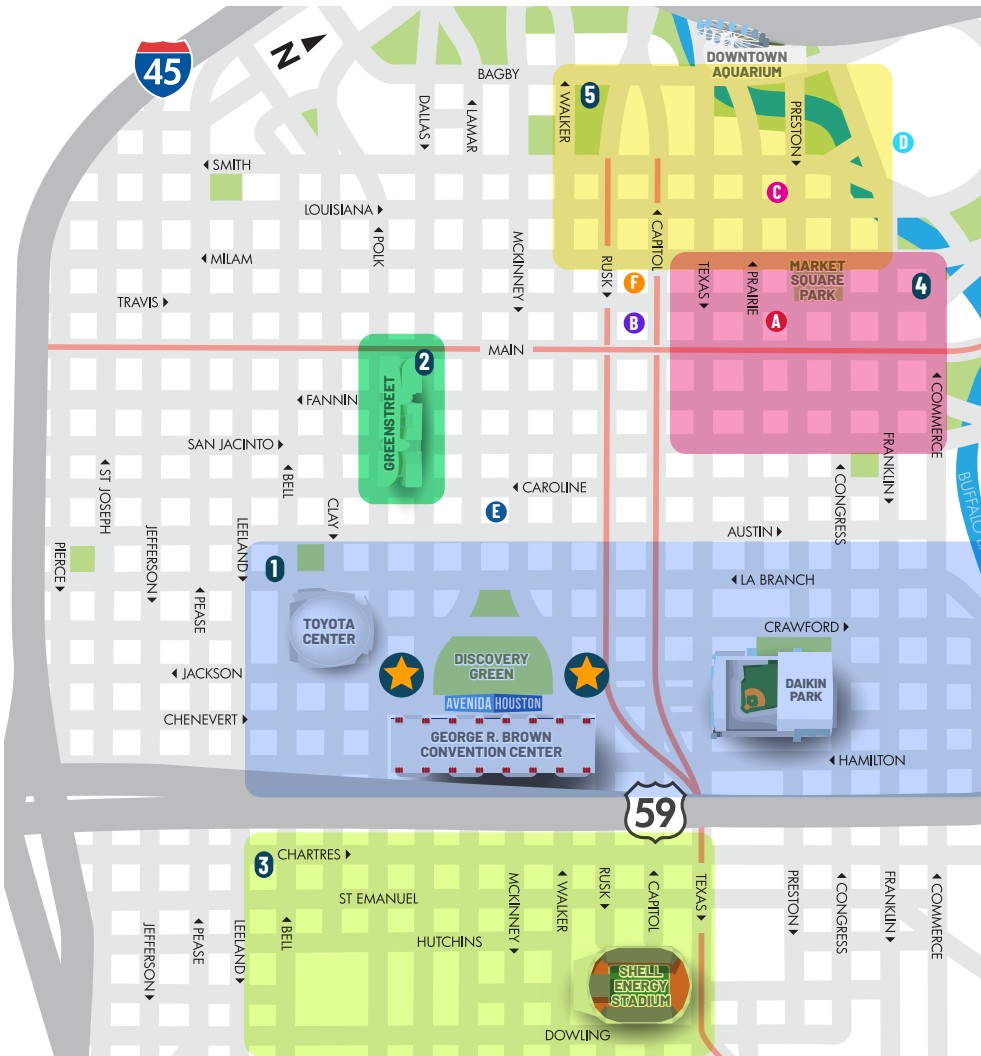 45
N
BAGBY
DOWNTOWN
AQUARIUM
5
WALKER
DALLAS
LAMAR
PRESTON
D
SMITH
C
LOUISIANA
POLK
MCKINNEY
CAPITOL
RUSK
MILAM
TEXAS
PRAIRIE
MARKET
SQUARE
PARK
4
F
TRAVIS
B
A
MAIN
2
GREENSTREET
COMMERCE
FANNIN
SAN JACINTO
FRANKLIN
ST JOSEPH
BELL
CONGRESS
CAROLINE
CLAY
E
JEFFERSON
LEELAND
AUSTIN
PIERCE
1
LA BRANCH
PEASE
TOYOTA
CENTER
CRAWFORD
DISCOVERY
GREEN
JACKSON
DAIKIN
PARK
AVENIDA HOUSTON
CHENEVERT
GEORGE R. BROWN
CONVENTION CENTER
HAMILTON
59
3
CHARTRES
ST EMANUEL
MCKINNEY
WALKER
RUSK
CAPITOL
TEXAS
PRESTON
CONGRESS
FRANKLIN
COMMERCE
JEFFERSON
PEASE
LEELAND
BELL
HUTCHINS
SHELL
ENERGY
STADIUM
DOWLING